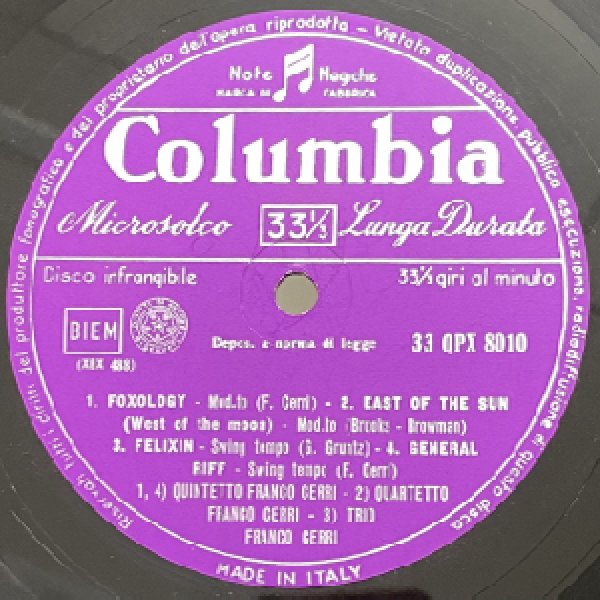 Riservati tutti diritti del produttore fonografico e del proprietario dell'opera riprodotta - Vietata duplicazione pubblica esecuzione, radiodiffusione di questo disco
Note Negche
MARCA DI FABBRICA
Columbia
Microsolco 33⅓ Lunga Durata
Disco infrangibile 33⅓ giri al minuto
BIEM
Depos. a norma di legge 33 QPX 8010
(XIX 488)
1. FOXOLOGY - Mod.to (F. Cerri) - 2. EAST OF THE SUN
(West of the moos) - Mod.to (Brooks - Browman)
3. FELIXIN - Swing tempo (G. Gruntz) - 4. GENERAL
RIFF - Swing tempo (F. Cerri)
1, 4) QUINTETTO FRANCO CERRI - 2) QUARTETTO
FRANCO CERRI - 3) TRIO
FRANCO CERRI
MADE IN ITALY